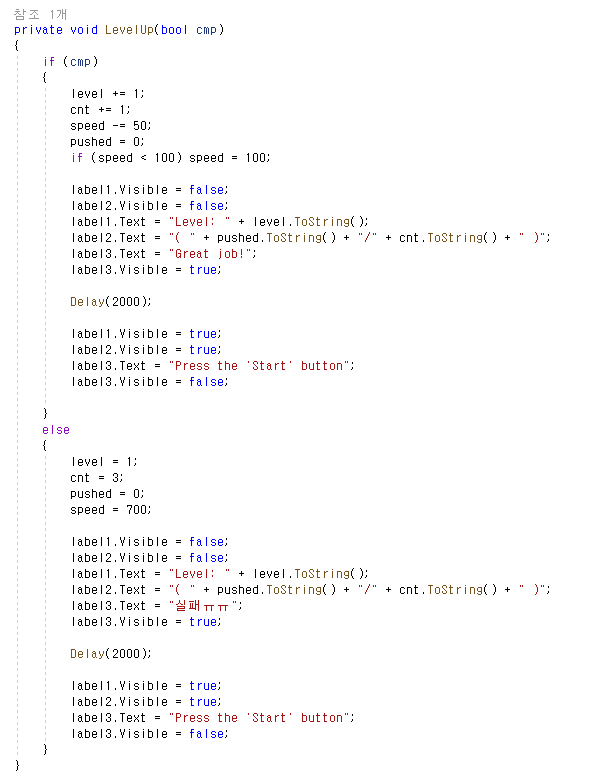 참조 1개
private void LevelUp(bool cmp)
{
    if (cmp)
    {
        level += 1;
        cnt += 1;
        speed -= 50;
        pushed = 0;
        if (speed < 100) speed = 100;

        label1.Visible = false;
        label2.Visible = false;
        label1.Text = "Level: " + level.ToString();
        label2.Text = "( " + pushed.ToString() + "/" + cnt.ToString() + " )";
        label3.Text = "Great job!";
        label3.Visible = true;

        Delay(2000);

        label1.Visible = true;
        label2.Visible = true;
        label3.Text = "Press the 'Start' button";
        label3.Visible = false;

    }
    else
    {
        level = 1;
        cnt = 3;
        pushed = 0;
        speed = 700;

        label1.Visible = false;
        label2.Visible = false;
        label1.Text = "Level: " + level.ToString();
        label2.Text = "( " + pushed.ToString() + "/" + cnt.ToString() + " )";
        label3.Text = "실패ㅠㅠ";
        label3.Visible = true;

        Delay(2000);

        label1.Visible = true;
        label2.Visible = true;
        label3.Text = "Press the 'Start' button";
        label3.Visible = false;
    }
}